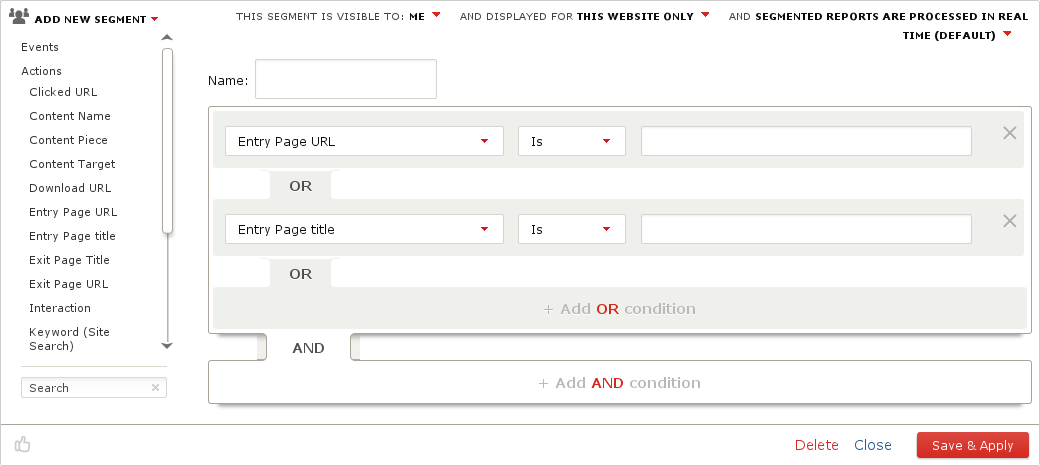 ADD NEW SEGMENT
THIS SEGMENT IS VISIBLE TO: ME AND DISPLAYED FOR THIS WEBSITE ONLY AND SEGMENTED REPORTS ARE PROCESSED IN REAL
TIME (DEFAULT)
Events
Actions
Clicked URL
Content Name
Content Piece
Content Target
Download URL
Entry Page URL
Entry Page title
Exit Page Title
Exit Page URL
Interaction
Keyword (Site
Search)
Search
Name:
Entry Page URL Is
OR
Entry Page title Is
OR
+ Add OR condition
AND
+ Add AND condition
Delete Close Save & Apply